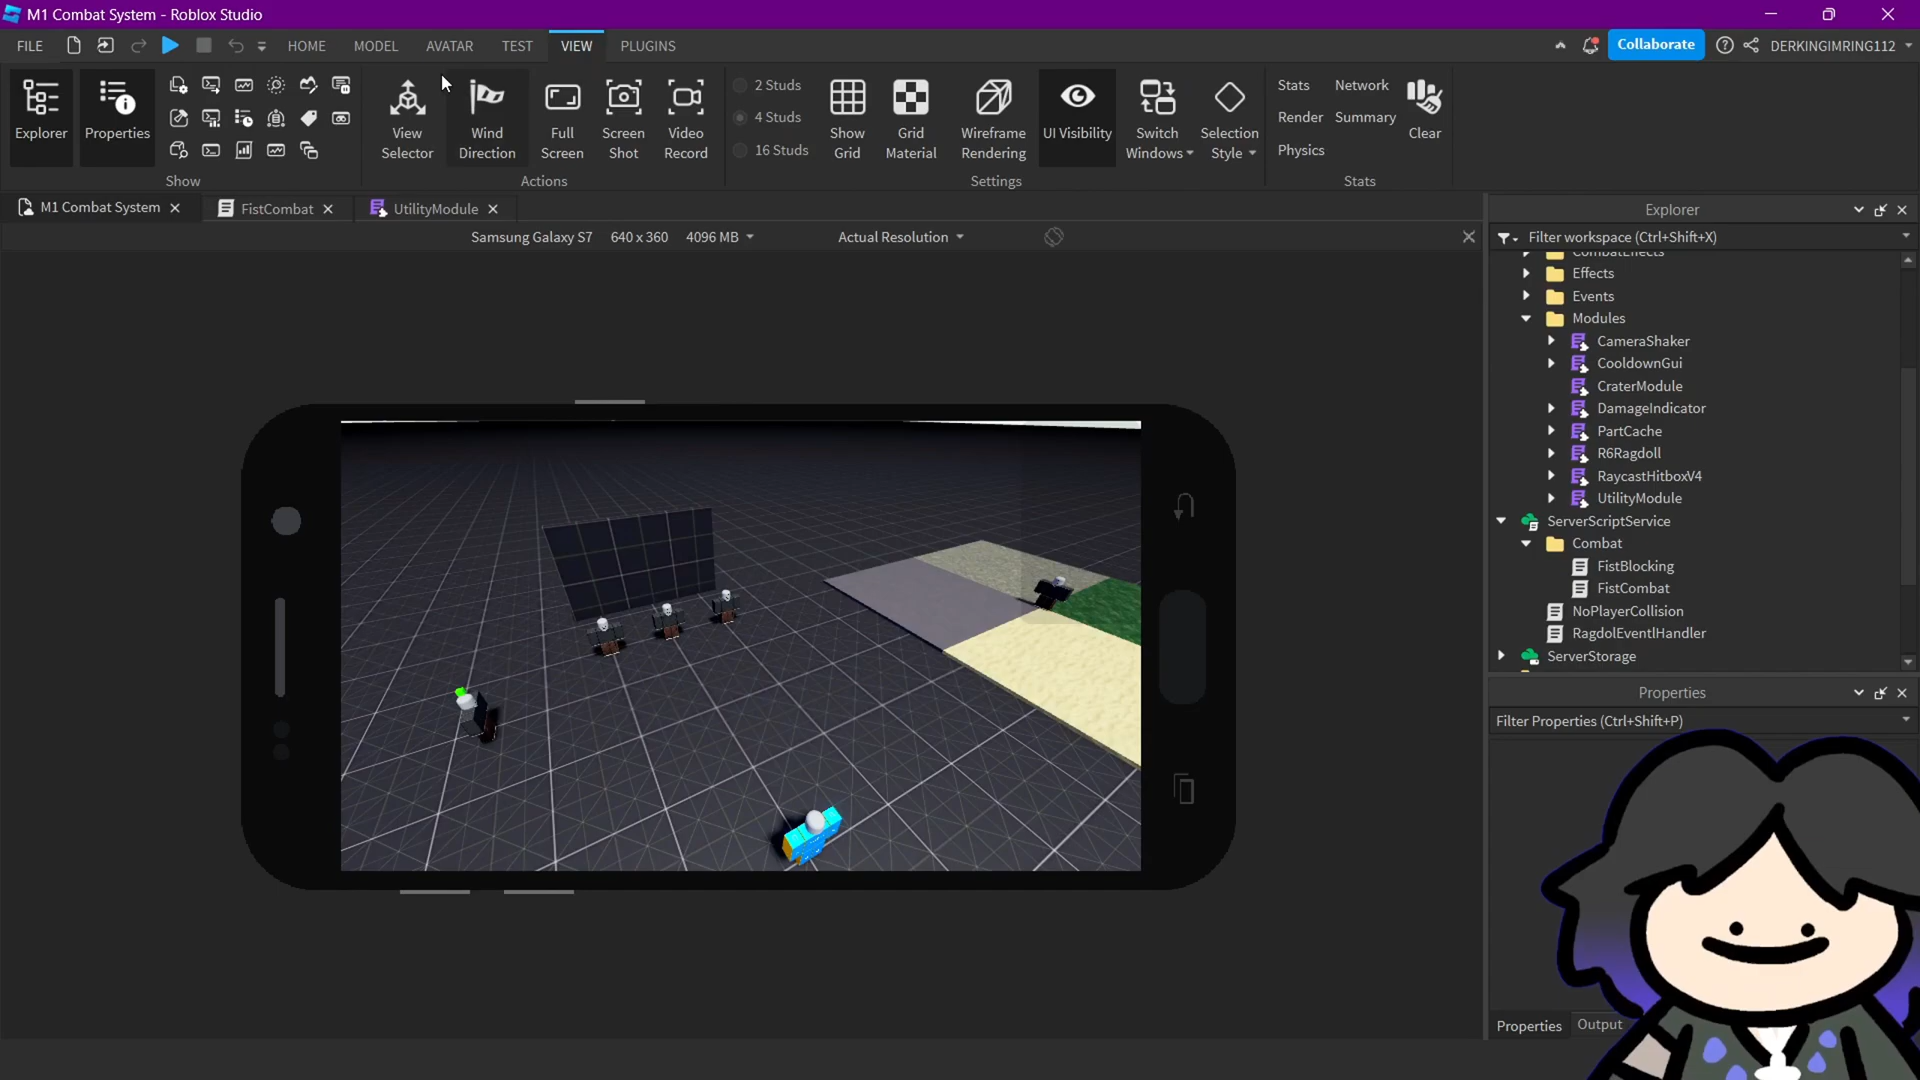 M1 Combat System - Roblox Studio
FILE
HOME
MODEL
AVATAR
TEST
VIEW
PLUGINS
Collaborate
DERKINGIMRING112
Explorer
Properties
Show
View
Selector
Wind
Direction
Full
Screen
Screen
Shot
Video
Record
Actions
2 Studs
4 Studs
16 Studs
Show
Grid
Grid
Material
Wireframe
Rendering
UI Visibility
Switch
Windows
Selection
Style
Settings
Stats
Network
Render
Summary
Physics
Clear
Stats
M1 Combat System
FistCombat
UtilityModule
Samsung Galaxy S7 640 x 360 4096 MB
Actual Resolution
Explorer
Filter workspace (Ctrl+Shift+X)
CombatEffects
Effects
Events
Modules
CameraShaker
CooldownGui
CraterModule
DamageIndicator
PartCache
R6Ragdoll
RaycastHitboxV4
UtilityModule
ServerScriptService
Combat
FistBlocking
FistCombat
NoPlayerCollision
RagdolEventlHandler
ServerStorage
Properties
Filter Properties (Ctrl+Shift+P)
Properties
Output